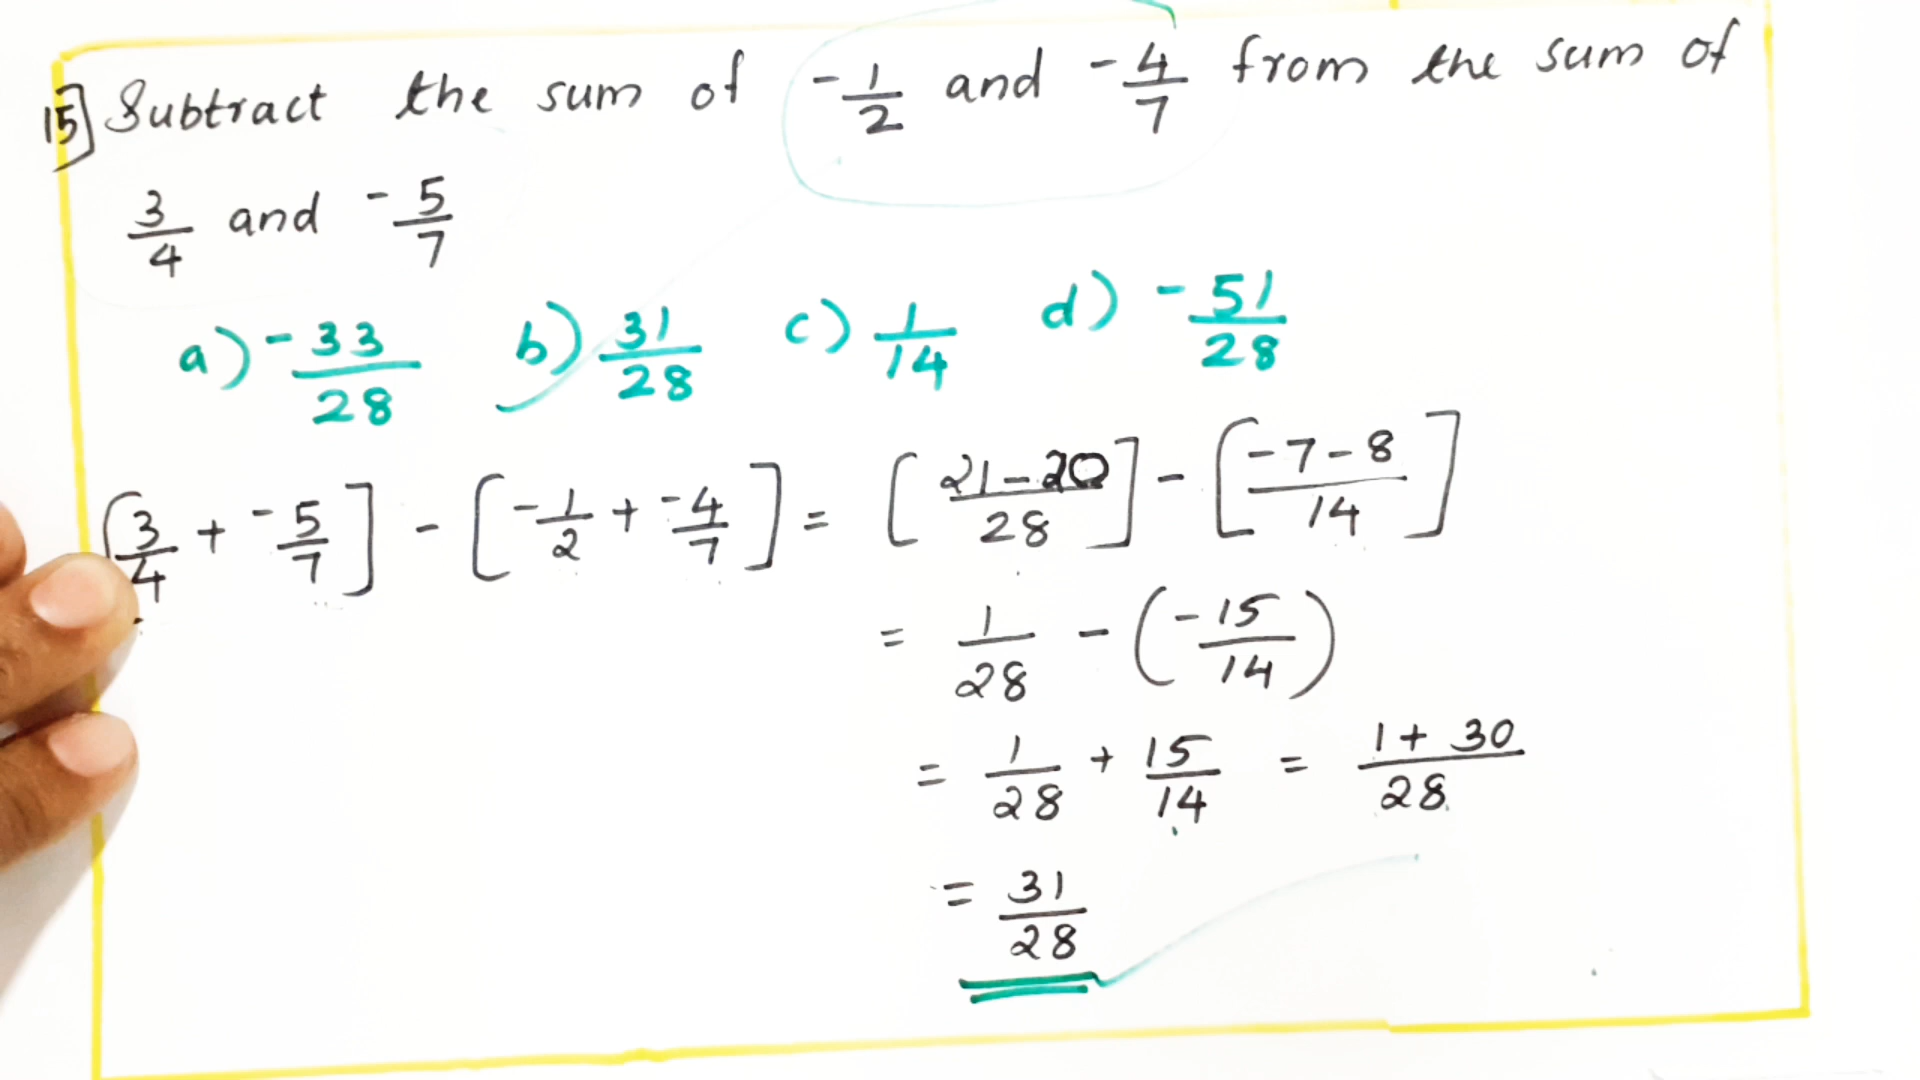 15] Subtract the sum of -1/2 and -4/7 from the sum of
3/4 and -5/7
a) -33/28 b) 31/28 c) 1/14 d) -51/28
[3/4 + -5/7] - [-1/2 + -4/7] = [21-20/28] - [-7-8/14]
= 1/28 - (-15/14)
= 1/28 + 15/14 = 1+30/28
= 31/28